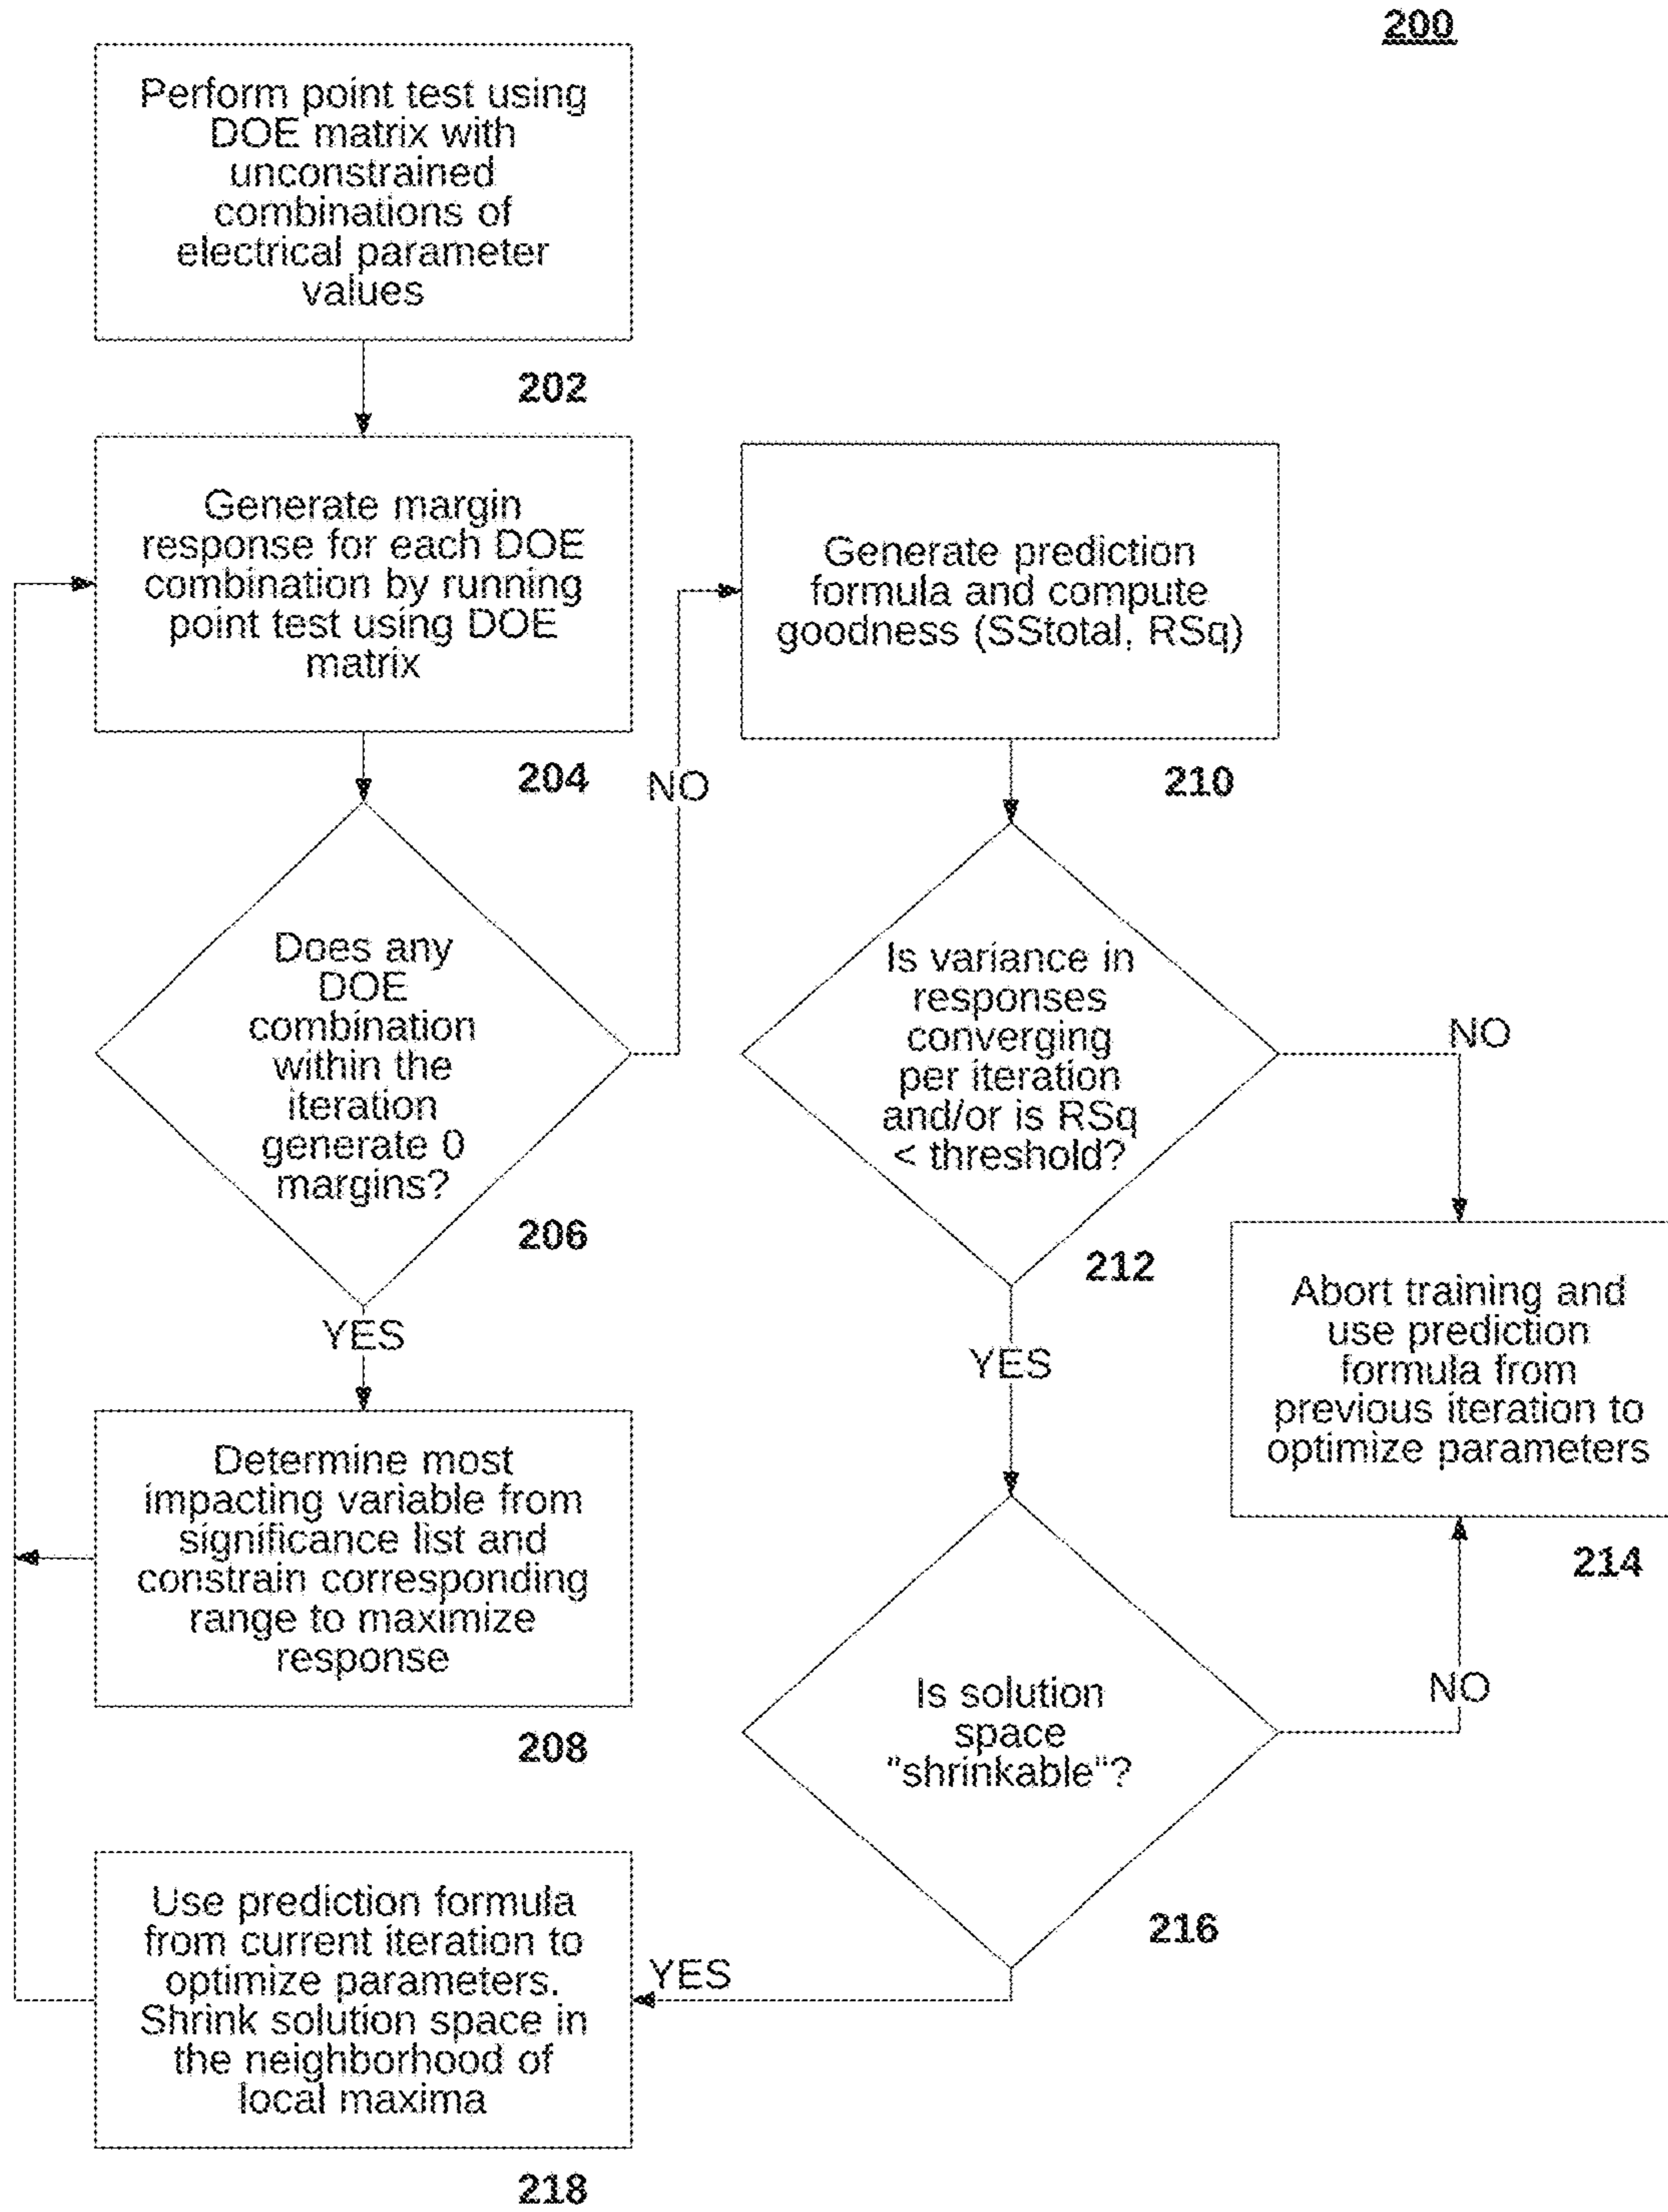 200
Perform point test using
DOE matrix with
unconstrained
combinations of
electrical parameter
values
202
Generate margin
response for each DOE
combination by running
point test using DOE
matrix
204
Does any
DOE
combination
within the
iteration
generate 0
margins?
206
YES
NO
Determine most
impacting variable from
significance list and
constrain corresponding
range to maximize
response
208
Generate prediction
formula and compute
goodness (SStotal, RSq)
210
Is variance in
responses
converging
per iteration
and/or is RSq
< threshold?
212
NO
YES
Abort training and
use prediction
formula from
previous iteration to
optimize parameters
214
Is solution
space
"shrinkable"?
216
NO
YES
Use prediction formula
from current iteration to
optimize parameters.
Shrink solution space in
the neighborhood of
local maxima
218